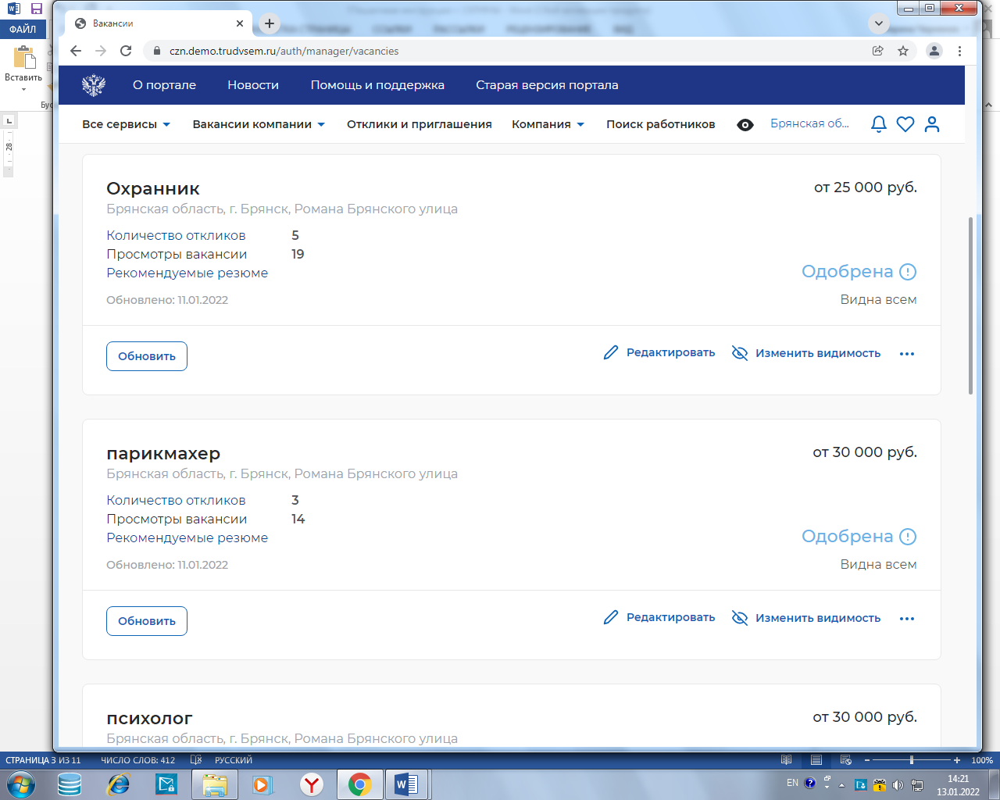 Вакансии
ФАЙЛ
Вставить
czn.demo.trudvsem.ru/auth/manager/vacancies
О портале Новости Помощь и поддержка Старая версия портала
Все сервисы Вакансии компании Отклики и приглашения Компания Поиск работников Брянская об...
28
Охранник от 25 000 руб.
Брянская область, г. Брянск, Романа Брянского улица
Количество откликов 5
Просмотры вакансии 19
Рекомендуемые резюме
Одобрена
Обновлено: 11.01.2022 Видна всем
Обновить Редактировать Изменить видимость
парикмахер от 30 000 руб.
Брянская область, г. Брянск, Романа Брянского улица
Количество откликов 3
Просмотры вакансии 14
Рекомендуемые резюме
Одобрена
Обновлено: 11.01.2022 Видна всем
Обновить Редактировать Изменить видимость
психолог от 30 000 руб.
Брянская область, г. Брянск, Романа Брянского улица
СТРАНИЦА 3 ИЗ 11 ЧИСЛО СЛОВ: 412 РУССКИЙ 100%
EN 14:21
13.01.2022